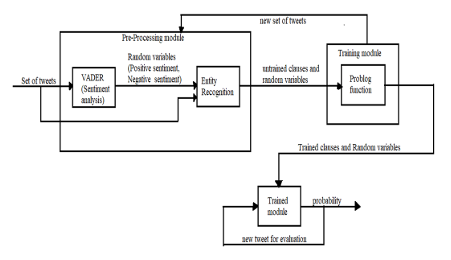 new set of tweets
Pre-Processing module
Random variables
(Positive sentiment,
Negative sentiment)
Training module
Set of tweets
VADER
(Sentiment
analysis)
Entity
Recognition
untrained clauses and
random variables
Problog
function
Trained clauses and Random variables
Trained
module
probability
new tweet for evaluation